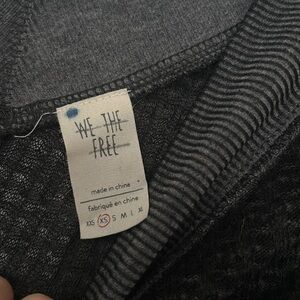 WE THE
FREE
made in china
fabriqué en chine
XXS XS S M L XL